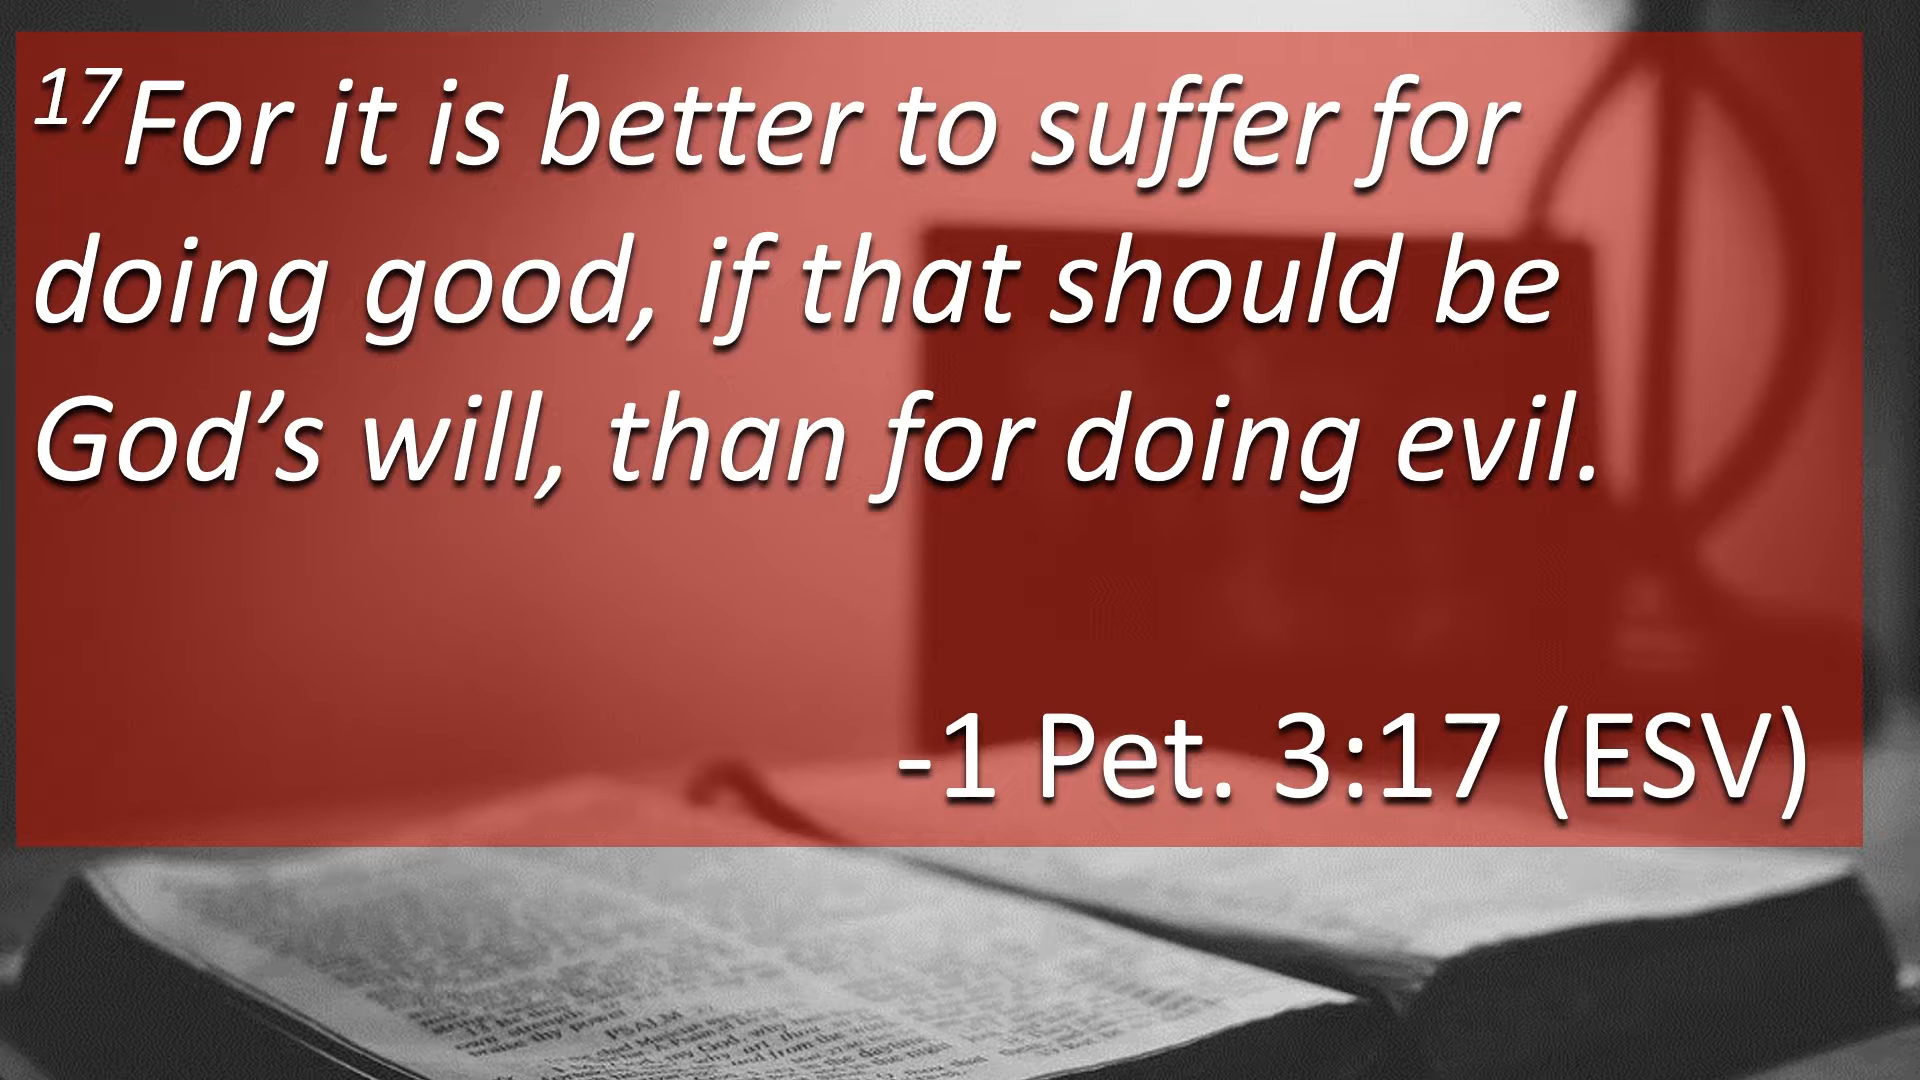 17For it is better to suffer for
doing good, if that should be
God’s will, than for doing evil.
-1 Pet. 3:17 (ESV)
PSALM